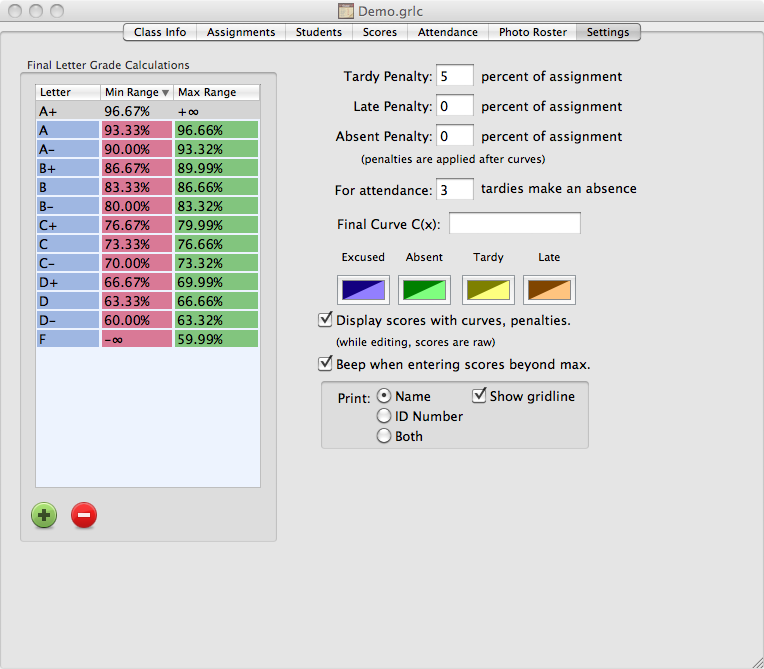 Demo.grlc
Class Info Assignments Students Scores Attendance Photo Roster Settings
Final Letter Grade Calculations
Letter Min Range Max Range
A+ 96.67% +∞
A 93.33% 96.66%
A– 90.00% 93.32%
B+ 86.67% 89.99%
B 83.33% 86.66%
B– 80.00% 83.32%
C+ 76.67% 79.99%
C 73.33% 76.66%
C– 70.00% 73.32%
D+ 66.67% 69.99%
D 63.33% 66.66%
D– 60.00% 63.32%
F –∞ 59.99%
Tardy Penalty: 5 percent of assignment
Late Penalty: 0 percent of assignment
Absent Penalty: 0 percent of assignment
(penalties are applied after curves)
For attendance: 3 tardies make an absence
Final Curve C(x):
Excused Absent Tardy Late
Display scores with curves, penalties.
(while editing, scores are raw)
Beep when entering scores beyond max.
Print: Name Show gridline
ID Number
Both